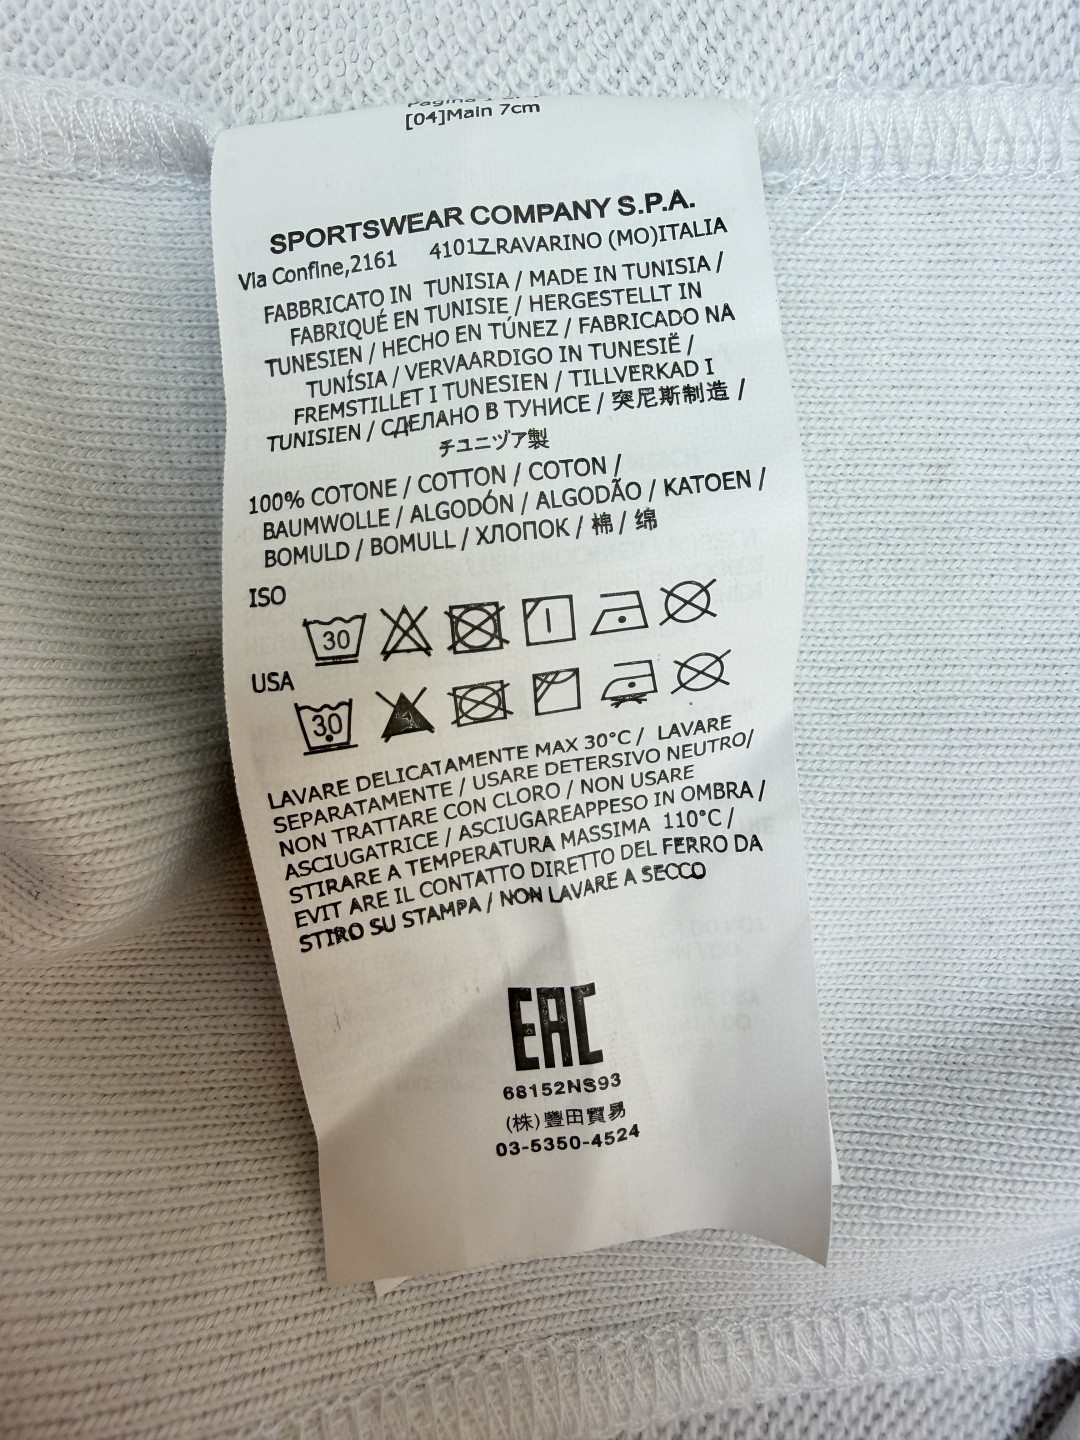 [04]Main 7cm
SPORTSWEAR COMPANY S.P.A.
Via Confine,2161 41017 RAVARINO (MO)ITALIA
FABBRICATO IN TUNISIA / MADE IN TUNISIA /
FABRIQUÉ EN TUNISIE / HERGESTELLT IN
TUNESIEN / HECHO EN TÚNEZ / FABRICADO NA
TUNÍSIA / VERVAARDIGO IN TUNESIË /
FREMSTILLET I TUNESIEN / TILLVERKAD I
TUNISIEN / СДЕЛАНО В ТУНИСЕ / 突尼斯制造 /
チュニヅア製
100% COTONE / COTTON / COTON /
BAUMWOLLE / ALGODÓN / ALGODÃO / KATOEN /
BOMULD / BOMULL / ХЛОПОК / 棉 / 绵
ISO
30
USA
30
LAVARE DELICATAMENTE MAX 30°C / LAVARE
SEPARATAMENTE / USARE DETERSIVO NEUTRO/
NON TRATTARE CON CLORO / NON USARE
ASCIUGATRICE / ASCIUGAREAPPESO IN OMBRA /
STIRARE A TEMPERATURA MASSIMA 110°C /
EVIT ARE IL CONTATTO DIRETTO DEL FERRO DA
STIRO SU STAMPA / NON LAVARE A SECCO
EAC
68152NS93
(株)豐田貿易
03-5350-4524